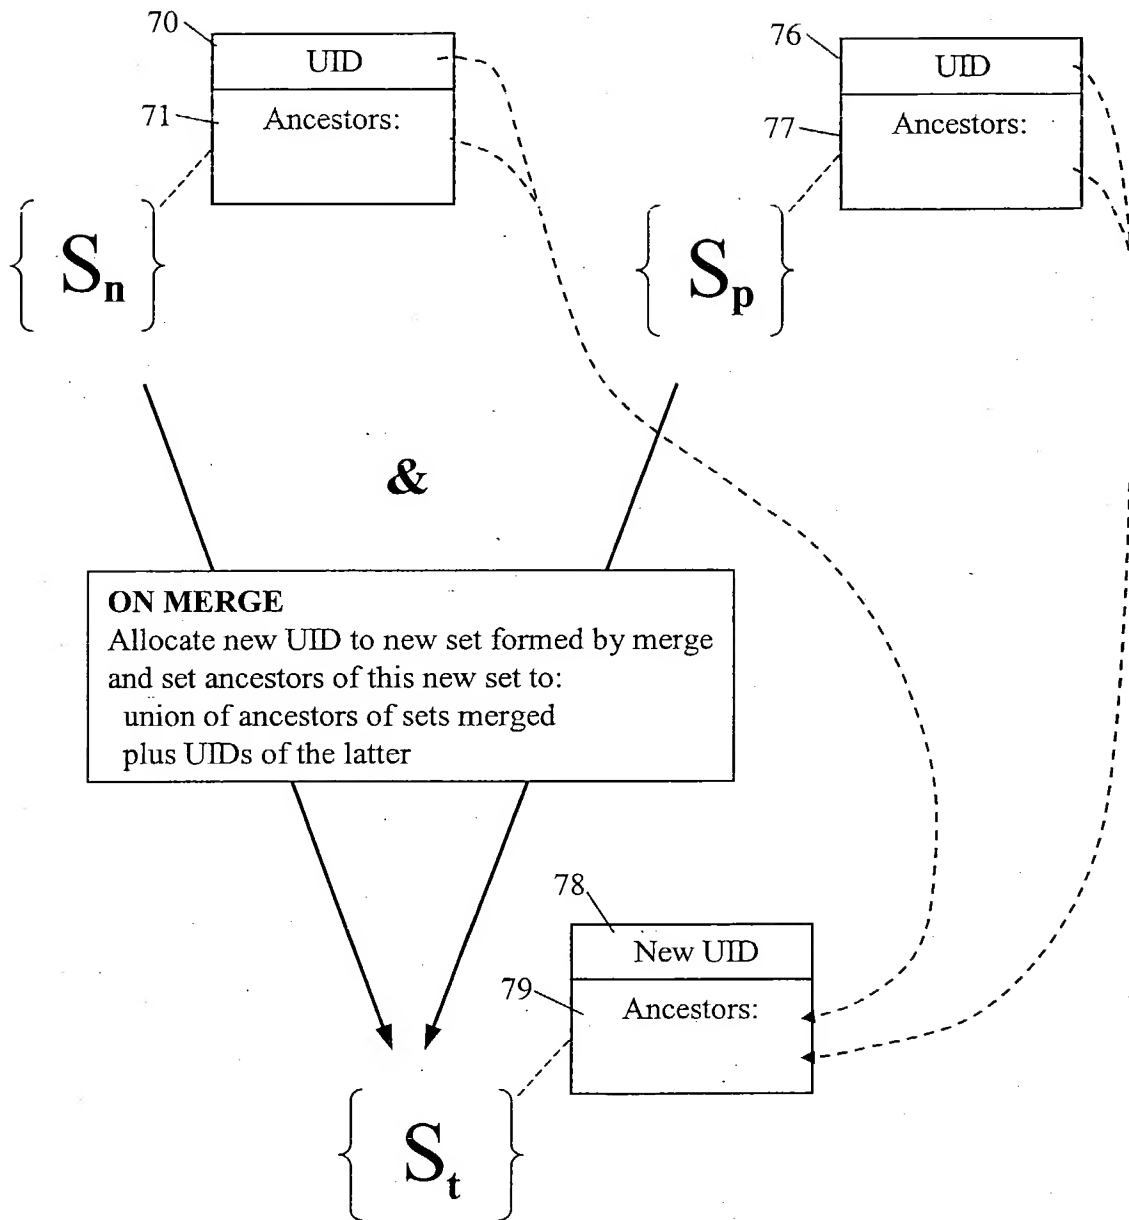 70
UID
71
Ancestors:
{ Sn }
76
UID
77
Ancestors:
{ Sp }
&
ON MERGE
Allocate new UID to new set formed by merge
and set ancestors of this new set to:
union of ancestors of sets merged
plus UIDs of the latter
78
New UID
79
Ancestors:
{ St }